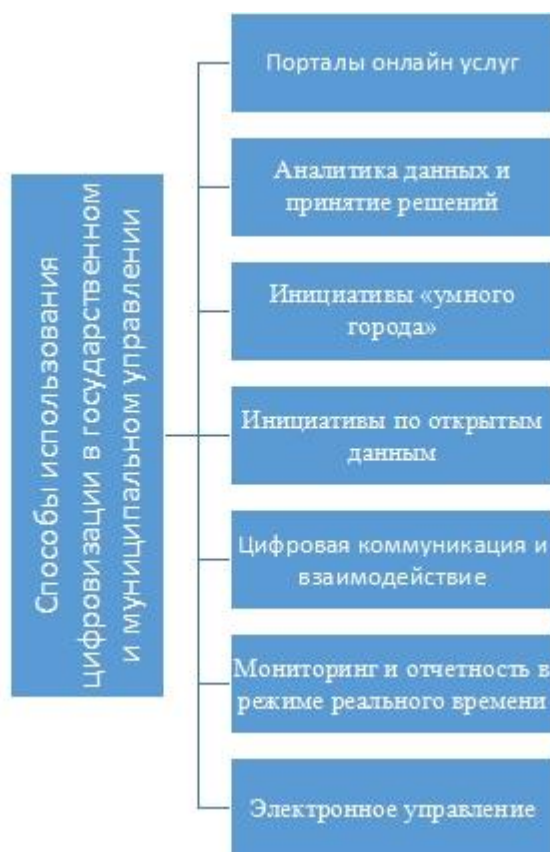 Способы использования
цифровизации в государственном
и муниципальном управлении
Порталы онлайн услуг
Аналитика данных и
принятие решений
Инициативы «умного
города»
Инициативы по открытым
данным
Цифровая коммуникация и
взаимодействие
Мониторинг и отчетность в
режиме реального времени
Электронное управление